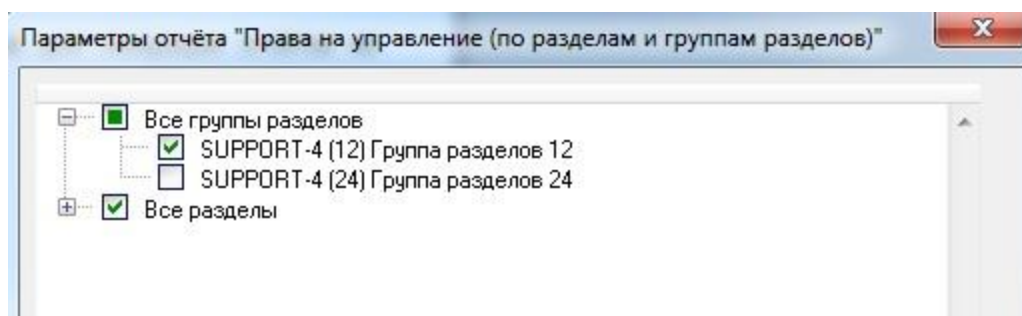 Параметры отчёта "Права на управление (по разделам и группам разделов)"
Все группы разделов
SUPPORT-4 (12) Группа разделов 12
SUPPORT-4 (24) Группа разделов 24
Все разделы